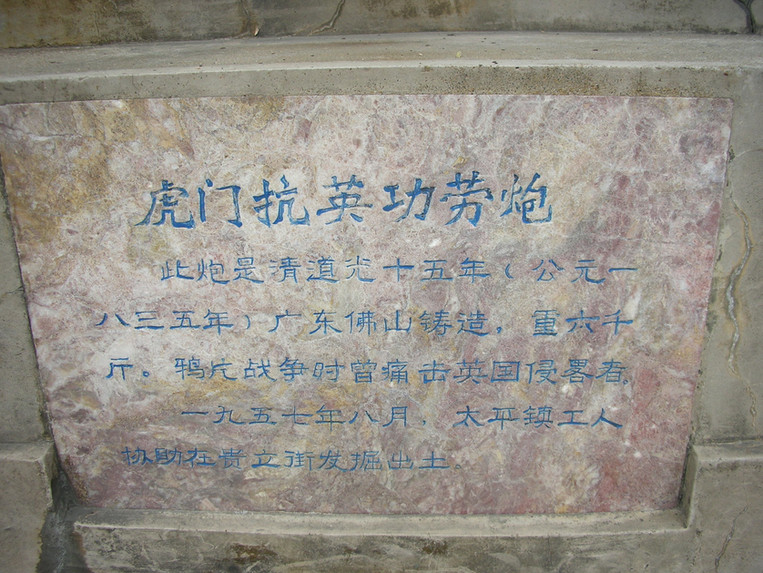 虎门抗英功劳炮
此炮是清道光十五年(公元一
八三五年)广东佛山铸造,重六千
斤。鸦片战争时曾痛击英国侵畧者。
一九五七年八月,太平镇工人
协助在贵立街发掘出土。